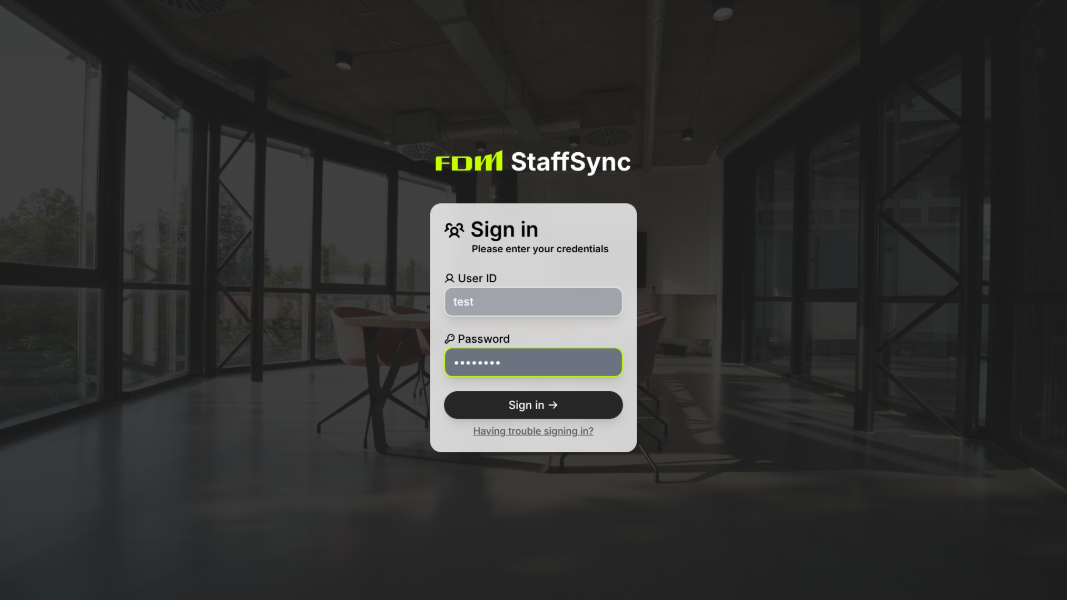 FDM StaffSync
Sign in
Please enter your credentials
User ID
test
Password
••••••••
Sign in →
Having trouble signing in?